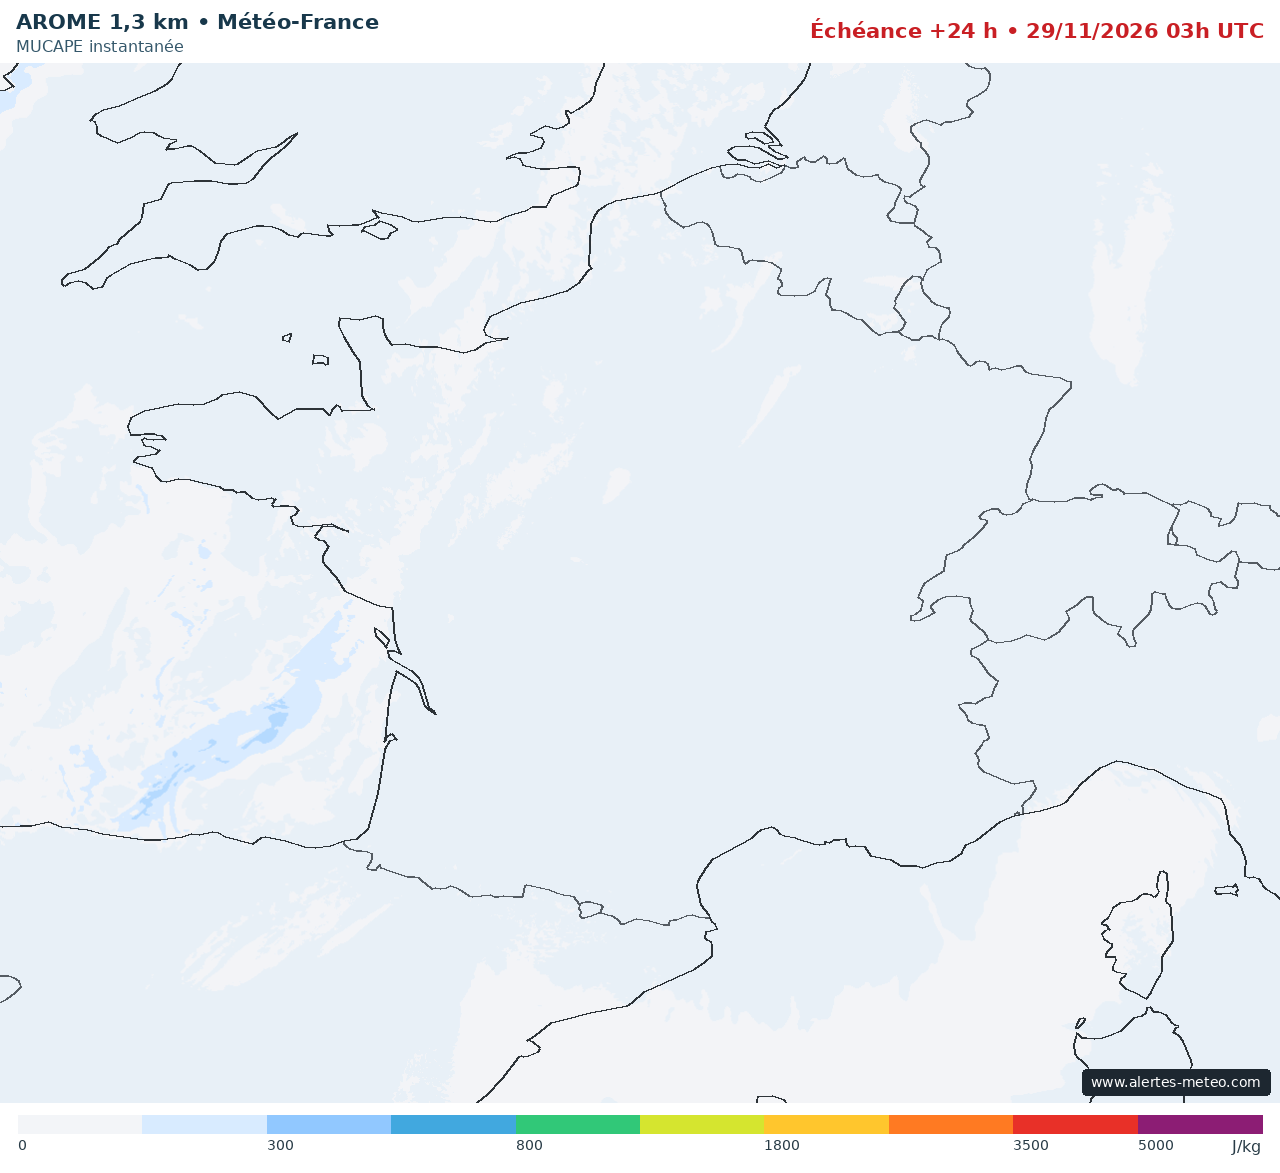 AROME 1,3 km • Météo-France
MUCAPE instantanée
Échéance +24 h • 29/11/2026 03h UTC
www.alertes-meteo.com
0 300 800 1800 3500 5000 J/kg